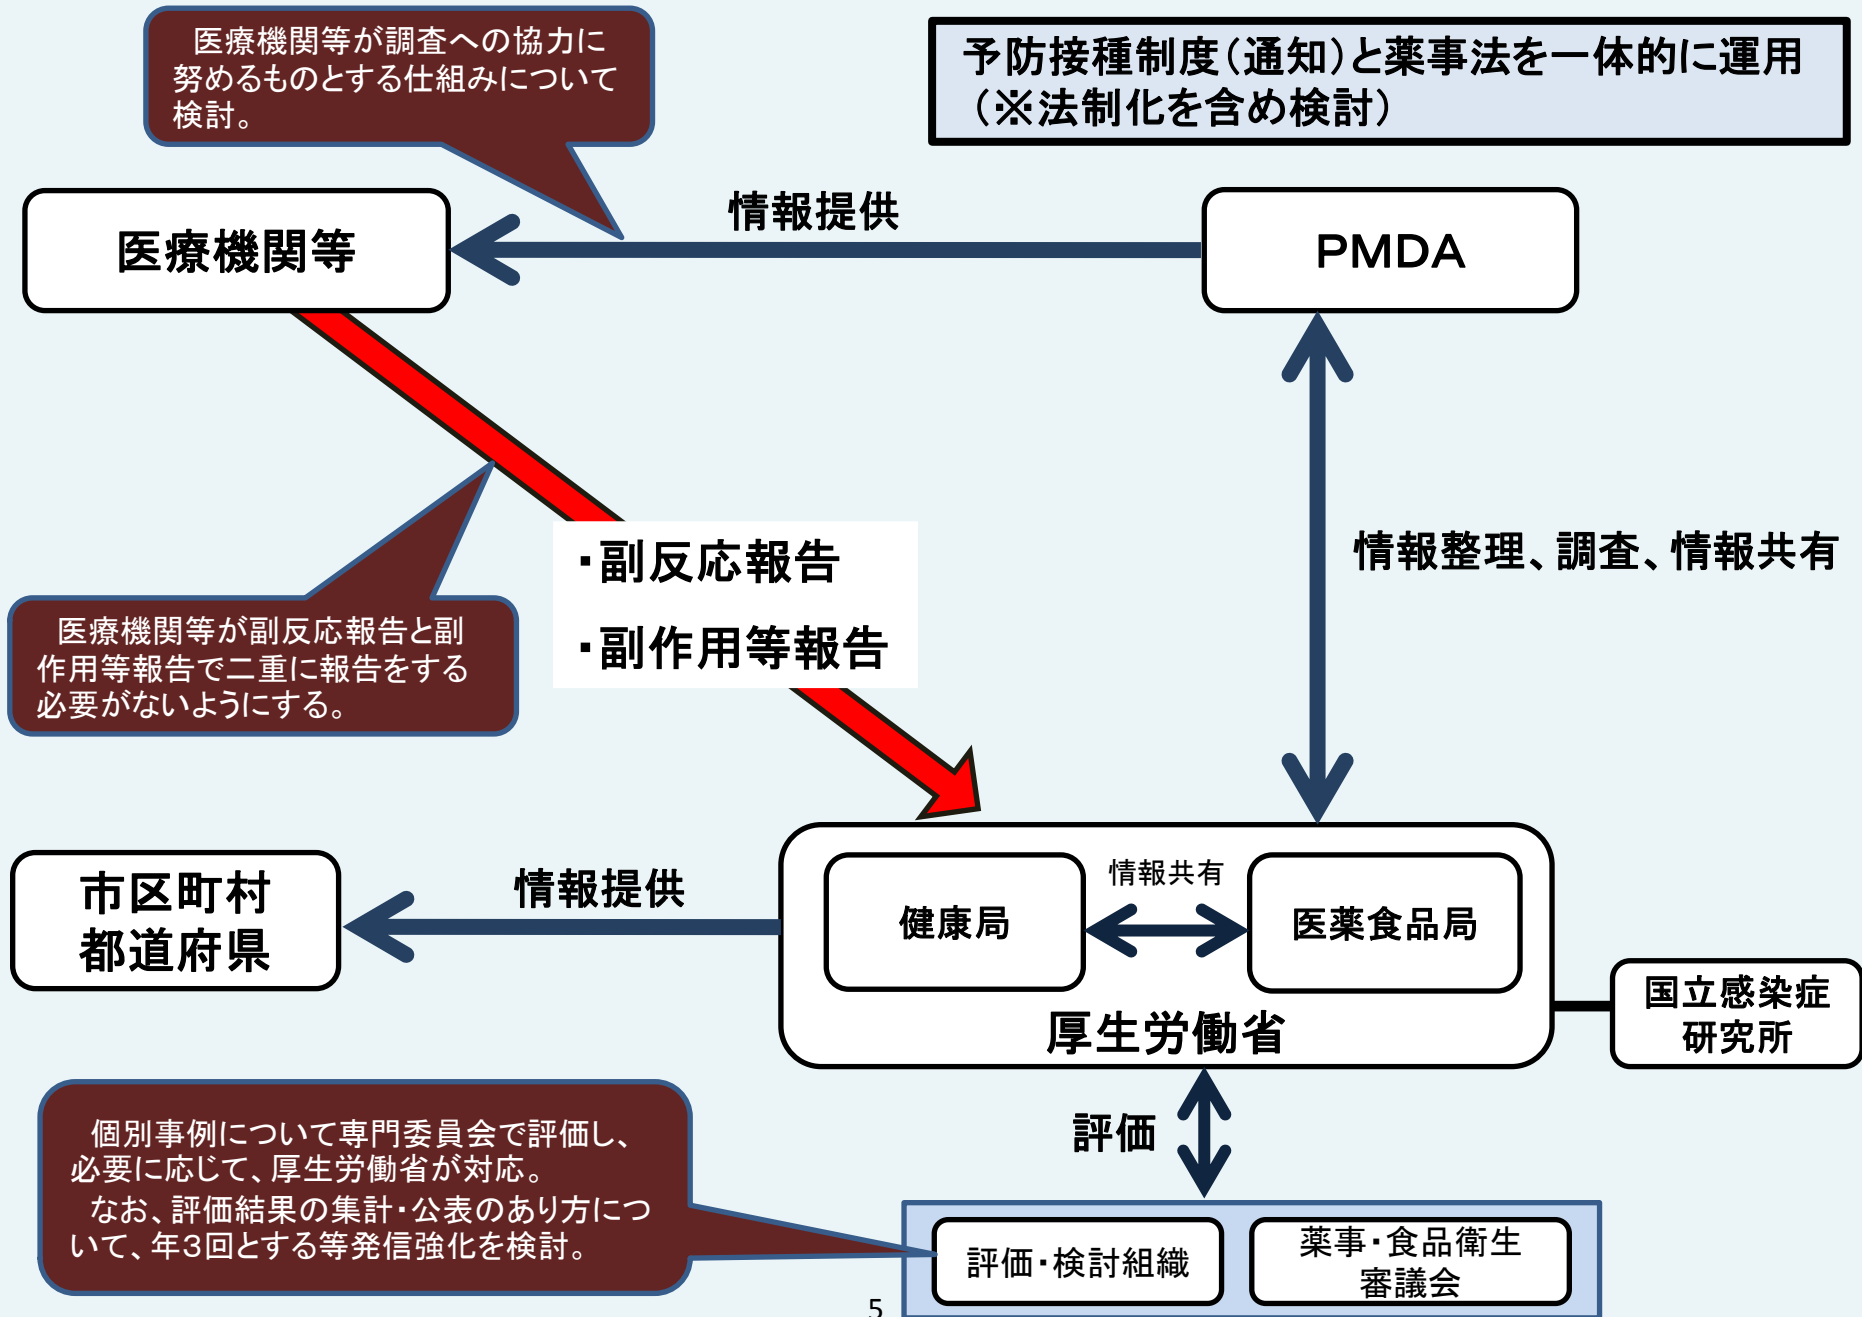 医療機関等が調査への協力に
努めるものとする仕組みについて
検討。
予防接種制度（通知）と薬事法を一体的に運用
（※法制化を含め検討）
医療機関等
情報提供
ＰＭＤＡ
・副反応報告
・副作用等報告
情報整理、調査、情報共有
医療機関等が副反応報告と副
作用等報告で二重に報告をする
必要がないようにする。
市区町村
都道府県
情報提供
健康局
情報共有
医薬食品局
厚生労働省
国立感染症
研究所
個別事例について専門委員会で評価し、
必要に応じて、厚生労働省が対応。
なお、評価結果の集計・公表のあり方につ
いて、年３回とする等発信強化を検討。
評価
評価・検討組織
薬事・食品衛生
審議会
5